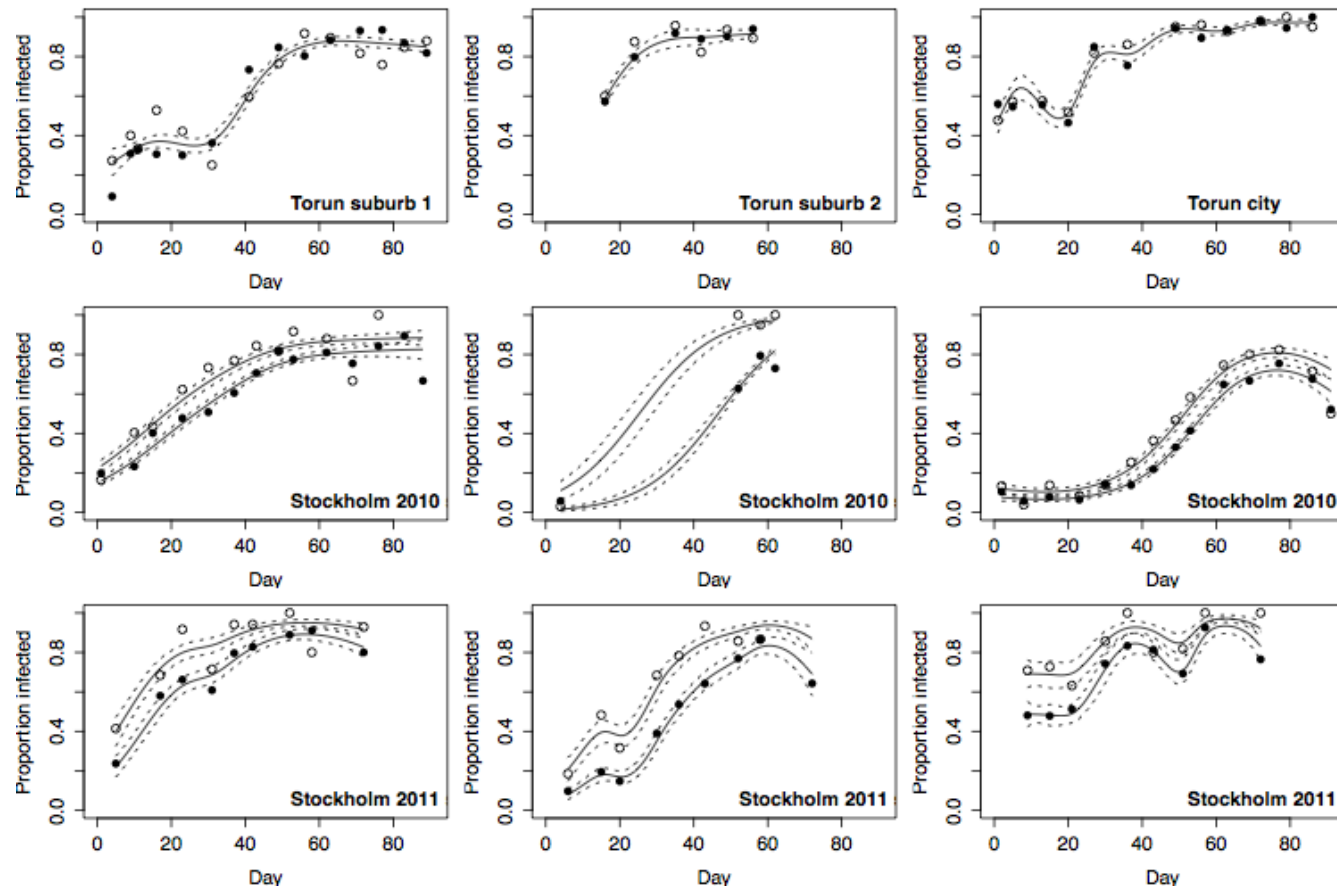 Proportion infected
0.0 0.4 0.8
Torun suburb 1
0 20 40 60 80
Day
Proportion infected
0.0 0.4 0.8
Torun suburb 2
0 20 40 60 80
Day
Proportion infected
0.0 0.4 0.8
Torun city
0 20 40 60 80
Day
Proportion infected
0.0 0.4 0.8
Stockholm 2010
0 20 40 60 80
Day
Proportion infected
0.0 0.4 0.8
Stockholm 2010
0 20 40 60 80
Day
Proportion infected
0.0 0.4 0.8
Stockholm 2010
0 20 40 60 80
Day
Proportion infected
0.0 0.4 0.8
Stockholm 2011
0 20 40 60 80
Day
Proportion infected
0.0 0.4 0.8
Stockholm 2011
0 20 40 60 80
Day
Proportion infected
0.0 0.4 0.8
Stockholm 2011
0 20 40 60 80
Day